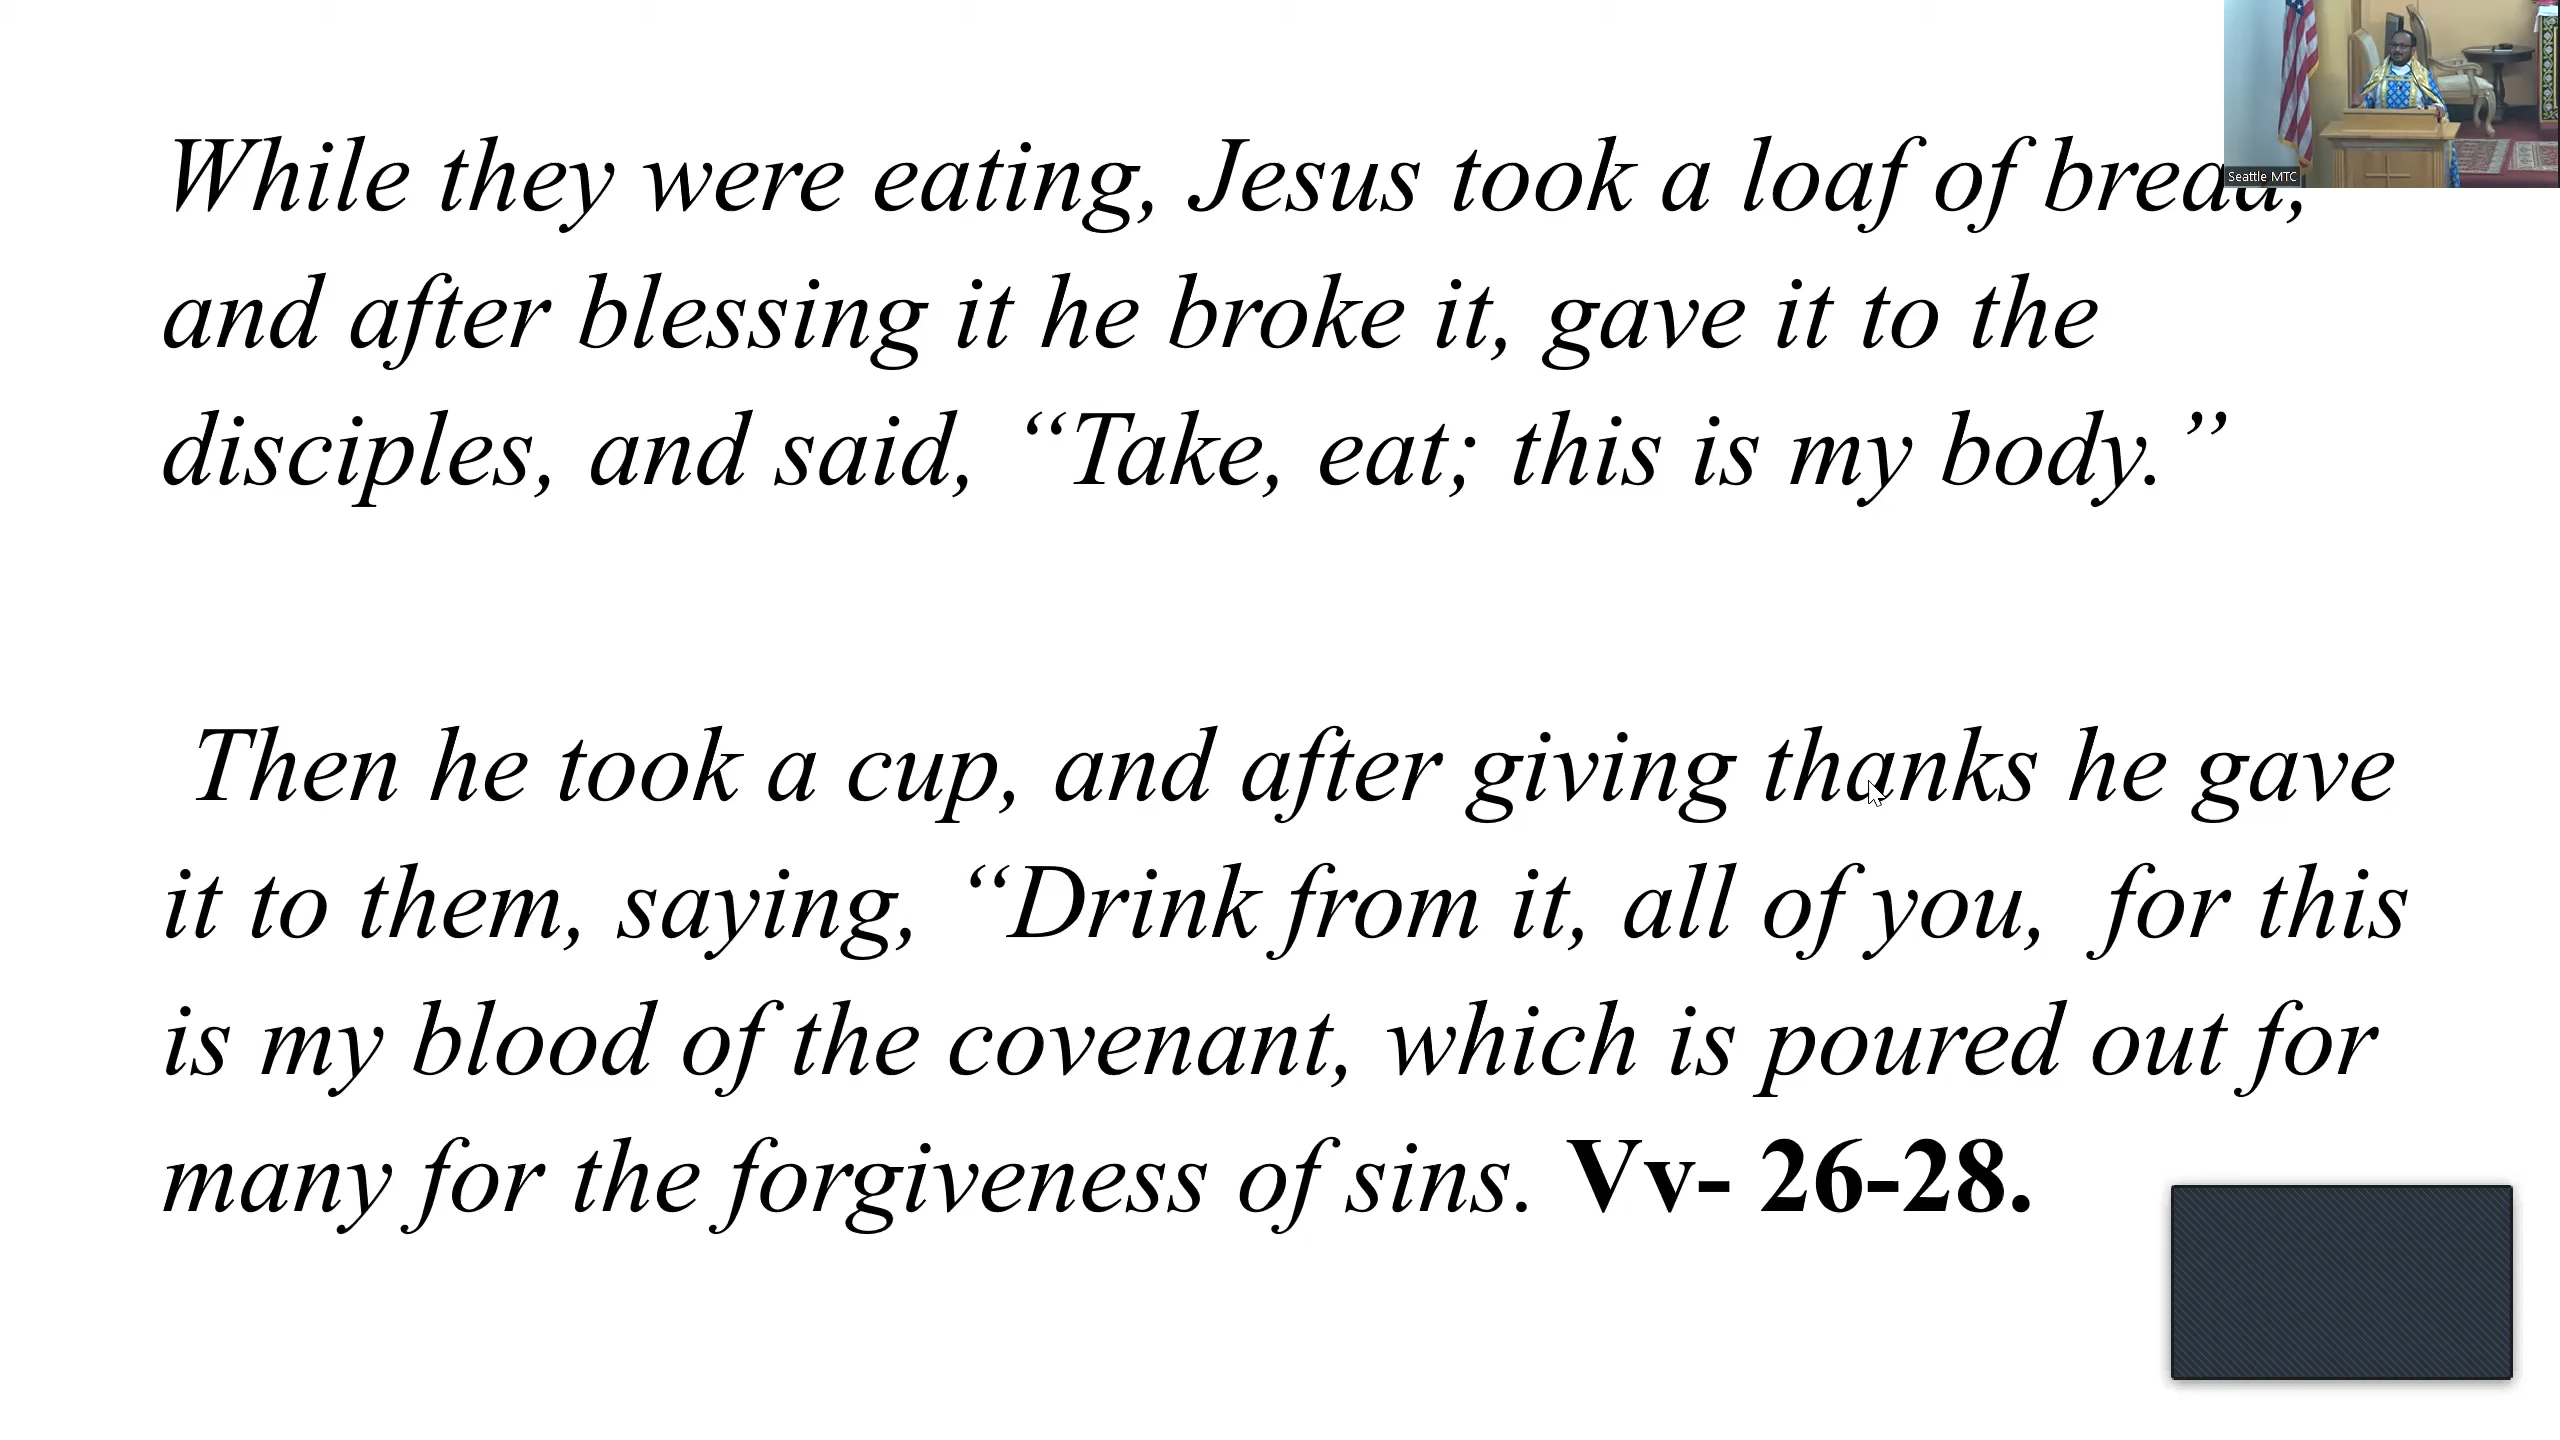 Seattle MTC
While they were eating, Jesus took a loaf of bread,
and after blessing it he broke it, gave it to the
disciples, and said, “Take, eat; this is my body.”
Then he took a cup, and after giving thanks he gave
it to them, saying, “Drink from it, all of you, for this
is my blood of the covenant, which is poured out for
many for the forgiveness of sins. Vv- 26-28.